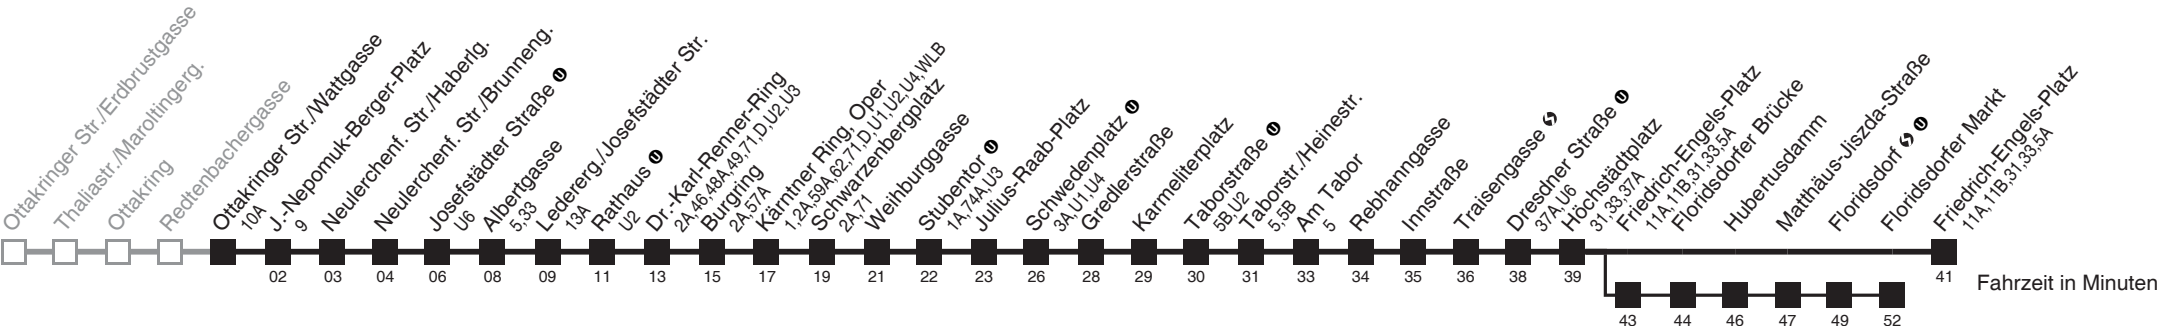 Ottakringer Str./Erdbrustgasse
Thaliastr./Maroltingerg.
Ottakring
Redtenbachergasse
Ottakringer Str./Wattgasse
10A
J.-Nepomuk-Berger-Platz
9
Neulerchenf. Str./Haberlg.
Neulerchenf. Str./Brunneng.
Josefstädter Straße U
U6
Albertgasse
5,33
Ledererg./Josefstädter Str.
13A
Rathaus U
U2
Dr.-Karl-Renner-Ring
2A,46,48A,49,71,D,U2,U3
Burgring
2A,57A
Kärntner Ring, Oper
1,2A,59A,62,71,D,U1,U2,U4,WLB
Schwarzenbergplatz
2A,71
Weihburggasse
Stubentor U
1A,74A,U3
Julius-Raab-Platz
Schwedenplatz U
3A,U1,U4
Gredlerstraße
Karmeliterplatz
Taborstraße U
5B,U2
Taborstr./Heinestr.
5,5B
Am Tabor
5
Rebhanngasse
Innstraße
Traisengasse S
Dresdner Straße U
37A,U6
Höchstädtplatz
31,33,37A
Friedrich-Engels-Platz
11A,11B,31,33,5A
Floridsdorfer Brücke
Hubertusdamm
Matthäus-Jiszda-Straße
Floridsdorf S U
Floridsdorfer Markt
Friedrich-Engels-Platz
11A,11B,31,33,5A
02 03 04 06 08 09 11 13 15 17 19 21 22 23 26 28 29 30 31 33 34 35 36 38 39 41
Fahrzeit in Minuten
43 44 46 47 49 52